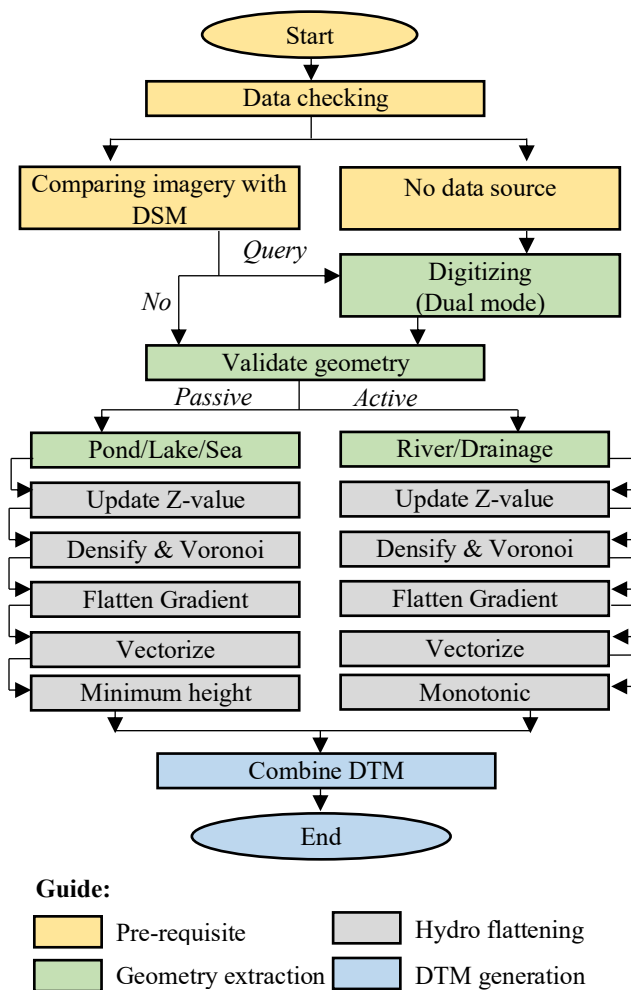 Start
Data checking
Comparing imagery with
DSM
No data source
Query
Digitizing
(Dual mode)
No
Validate geometry
Passive
Active
Pond/Lake/Sea
River/Drainage
Update Z-value
Update Z-value
Densify & Voronoi
Densify & Voronoi
Flatten Gradient
Flatten Gradient
Vectorize
Vectorize
Minimum height
Monotonic
Combine DTM
End
Guide:
Pre-requisite
Hydro flattening
Geometry extraction
DTM generation